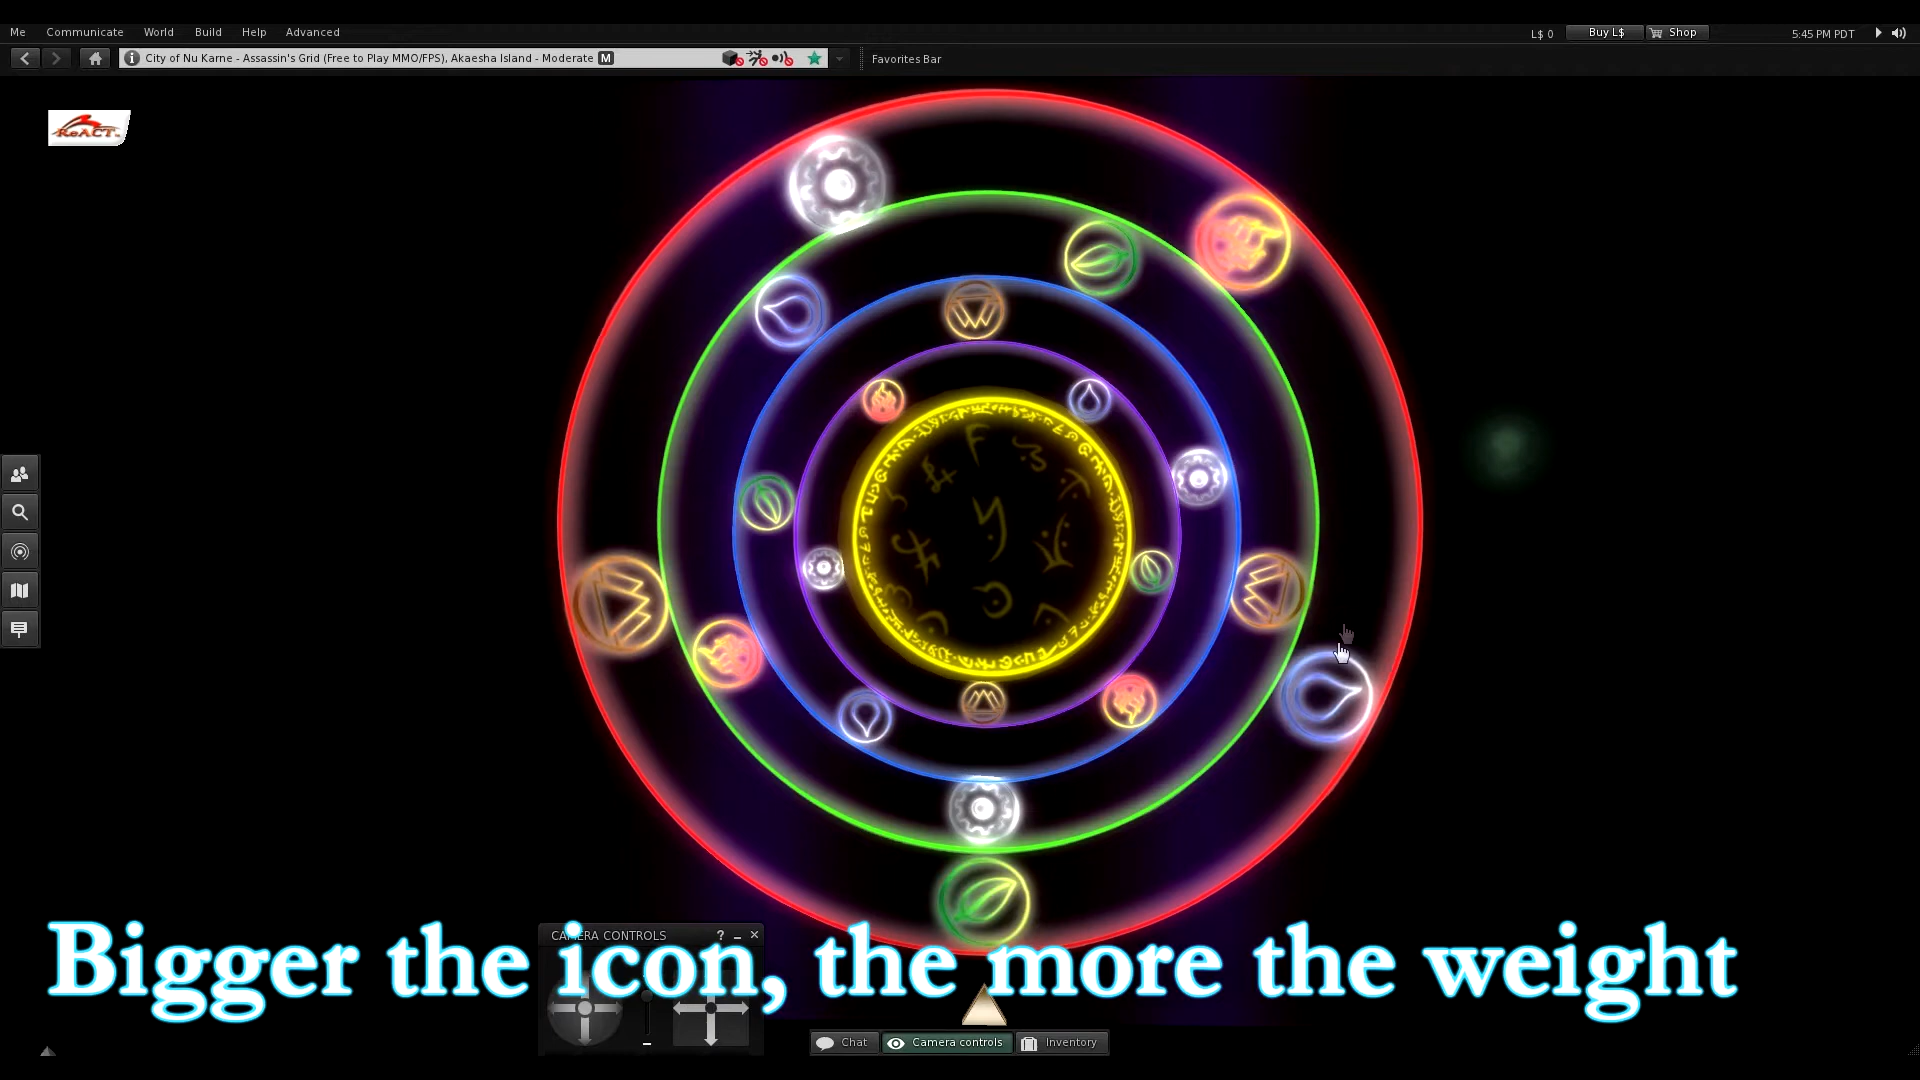 Me Communicate World Build Help Advanced
L$ 0 Buy L$ Shop 5:45 PM PDT
City of Nu Karne - Assassin's Grid (Free to Play MMO/FPS), Akaesha Island - Moderate M
Favorites Bar
ReACT
CAMERA CONTROLS ?
Bigger the icon, the more the weight
Chat Camera controls Inventory